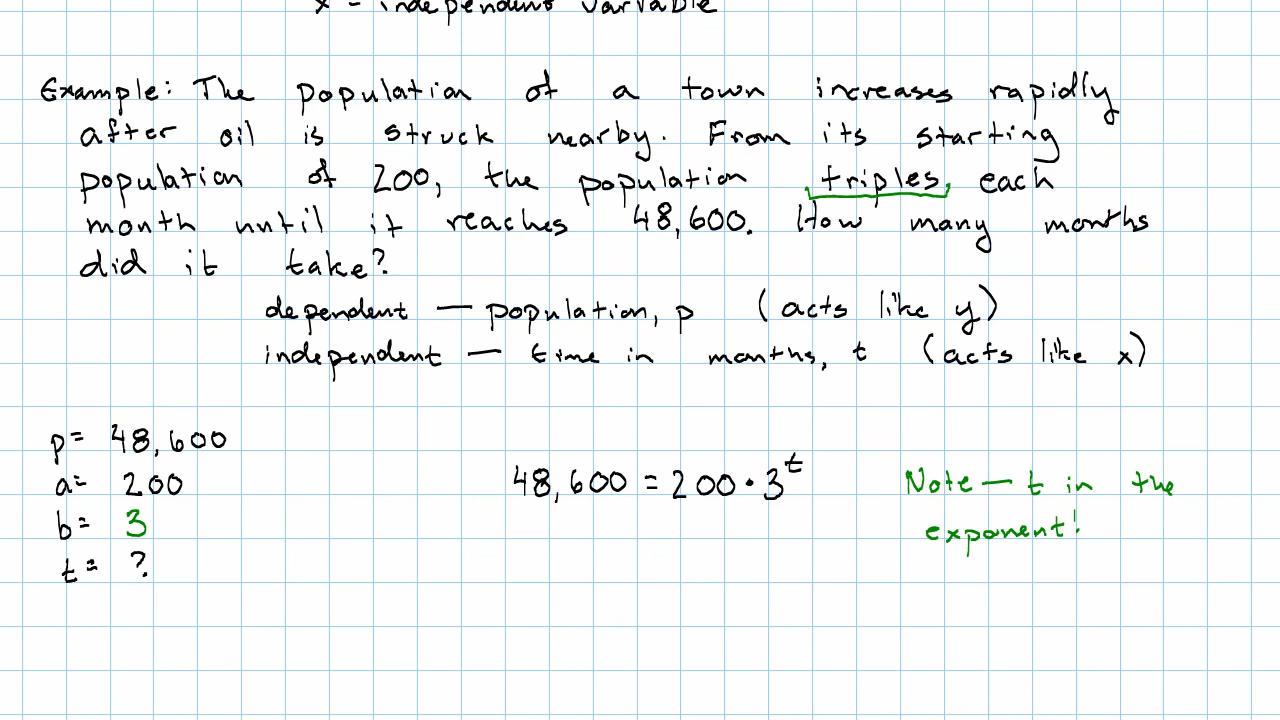 x - independent variable
Example: The population of a town increases rapidly
after oil is struck nearby. From its starting
population of 200, the population triples, each
month until it reaches 48,600. How many months
did it take?
dependent — population, p (acts like y)
independent — time in months, t (acts like x)
p = 48,600
a = 200
b = 3
t = ?
48,600 = 200 · 3^t
Note — t in the
exponent!